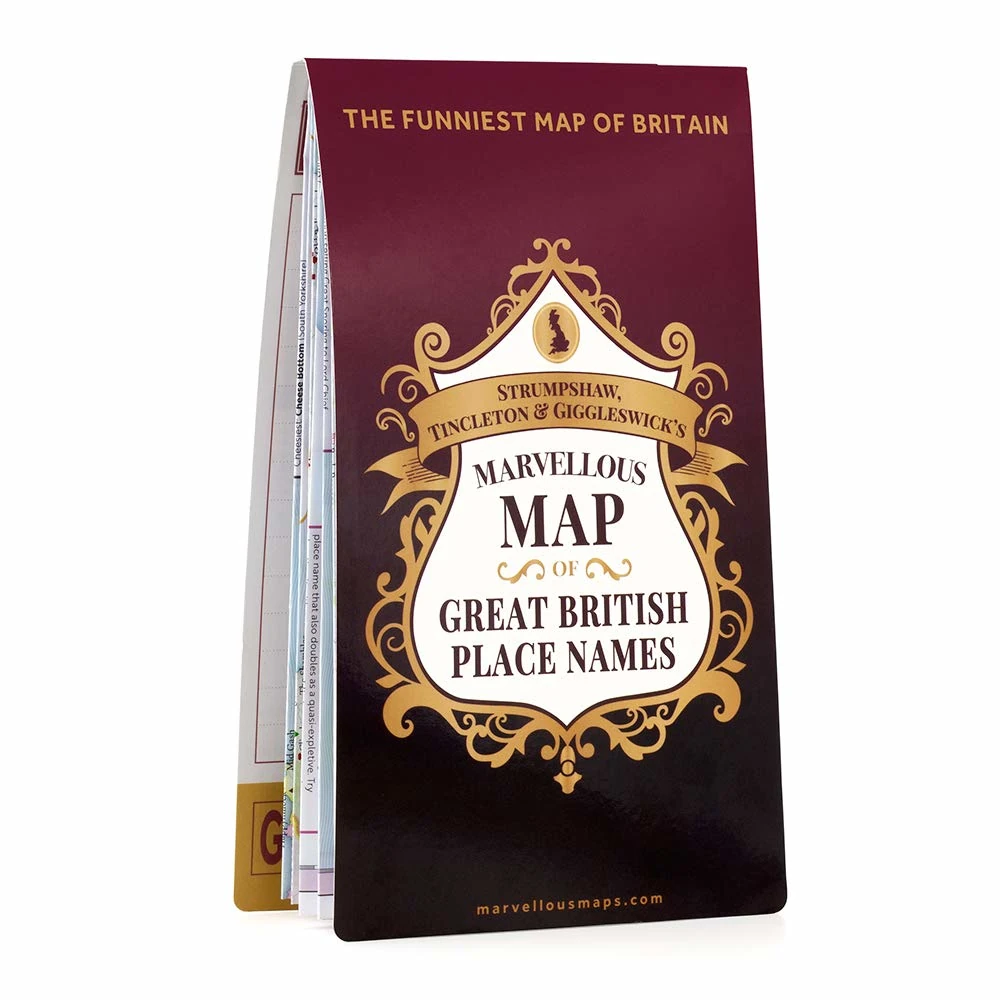 THE FUNNIEST MAP OF BRITAIN
STRUMPSHAW,
TINCLETON & GIGGLESWICK'S
MARVELLOUS
MAP
OF
GREAT BRITISH
PLACE NAMES
marvellousmaps.com
Cheesiest: Cheese Bottom (South Yorkshire)
place name that also doubles as a quasi-expletive. Try
Mid Gash
G